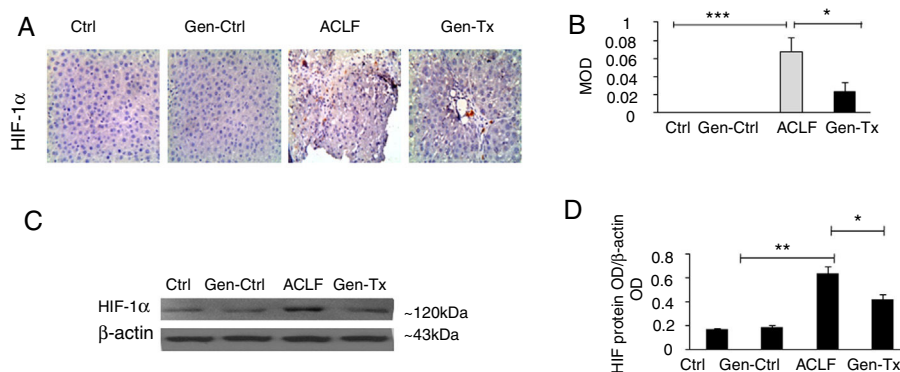 A
Ctrl Gen-Ctrl ACLF Gen-Tx
HIF-1α
B
MOD
1
0.08
0.06
0.04
0.02
0
*** *
Ctrl Gen-Ctrl ACLF Gen-Tx
C
Ctrl Gen-Ctrl ACLF Gen-Tx
HIF-1α ~120kDa
β-actin ~43kDa
D
HIF protein OD/β-actin
OD
0.8
0.6
0.4
0.2
0
** *
Ctrl Gen-Ctrl ACLF Gen-Tx